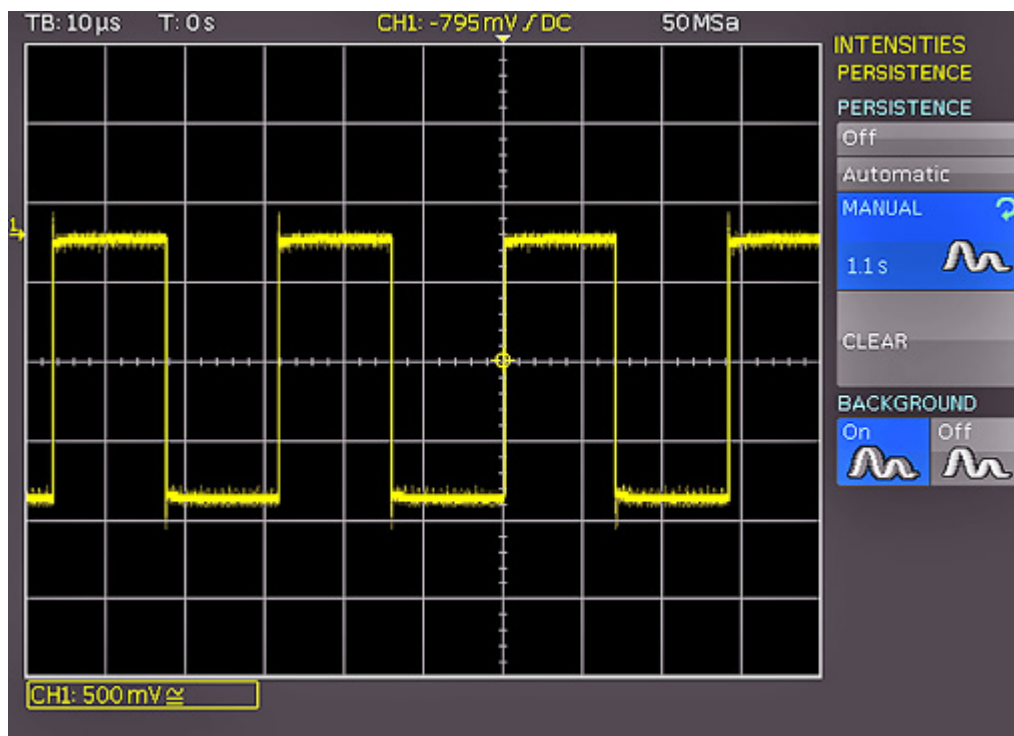 TB: 10 µs T: 0 s CH1: -795 mV / DC 50 MSa
INTENSITIES
PERSISTENCE
PERSISTENCE
Off
Automatic
MANUAL
1.1 s
CLEAR
BACKGROUND
On Off
1
CH1: 500 mV ≅